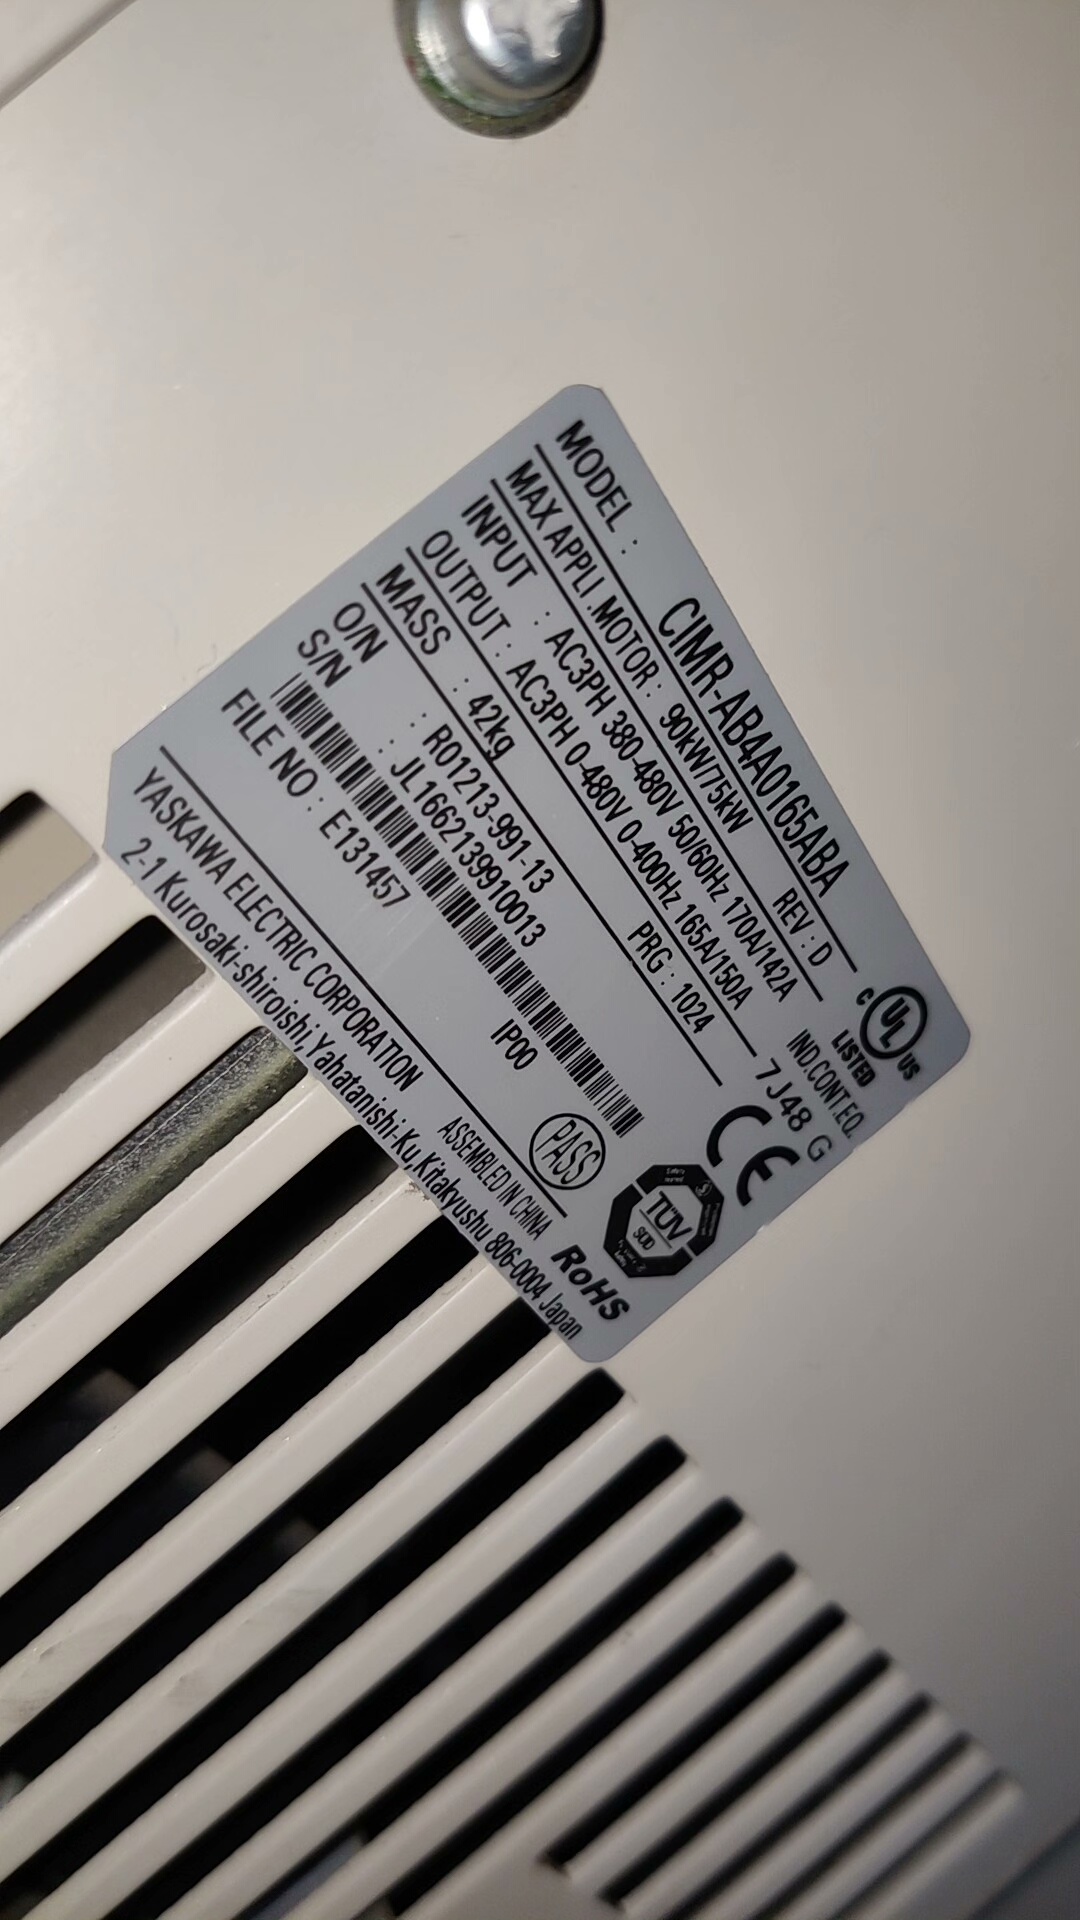 MODEL : CIMR-AB4A0165ABA REV : D
MAX APPLI. MOTOR : 90kW/75kW
INPUT : AC3PH 380-480V 50/60Hz 170A/142A
OUTPUT : AC3PH 0-480V 0-400Hz 165A/150A
MASS : 42kg PRG : 1024
O/N : R01213-991-13
S/N : JL1662139910013
FILE NO : E131457 IP00
C UL US
LISTED
IND.CONT.EQ.
7J48 G
CE
PASS
TÜV
SÜD
RoHS
YASKAWA ELECTRIC CORPORATION ASSEMBLED IN CHINA
2-1 Kurosaki-shiroishi, Yahatanishi-Ku, Kitakyushu 806-0004 Japan